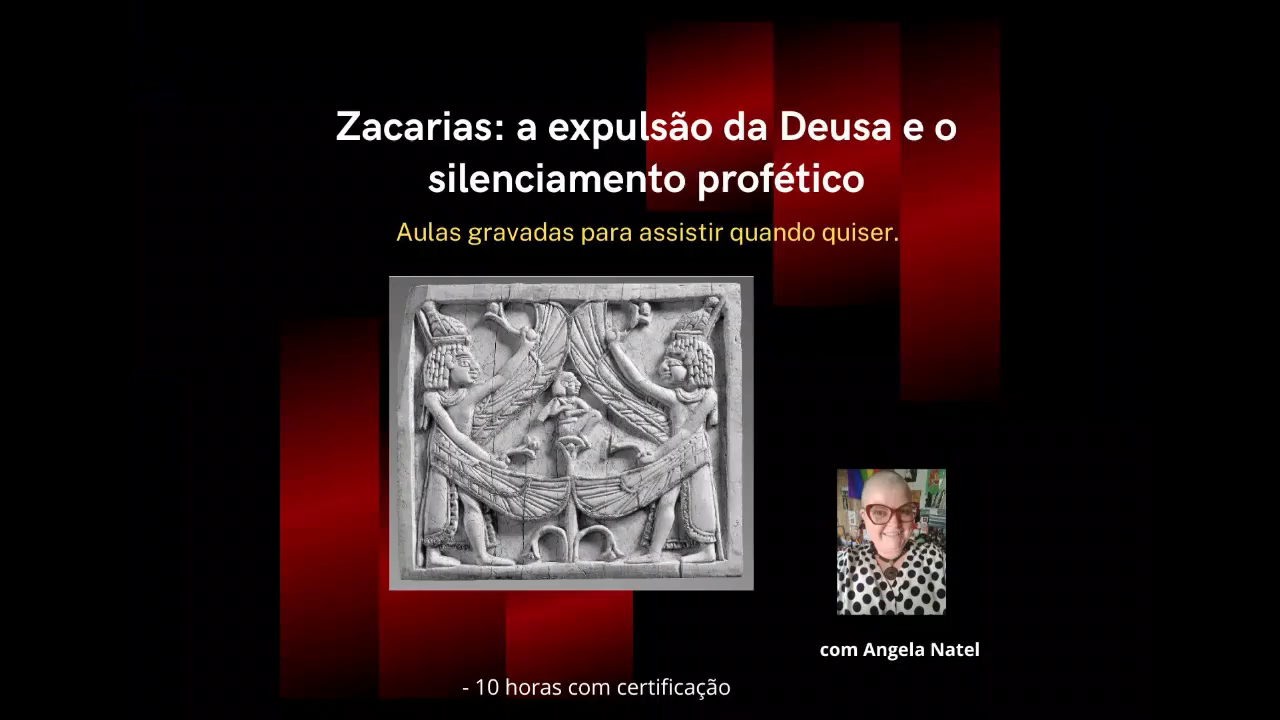 Zacarias: a expulsão da Deusa e o
silenciamento profético
Aulas gravadas para assistir quando quiser.
com Angela Natel
- 10 horas com certificação